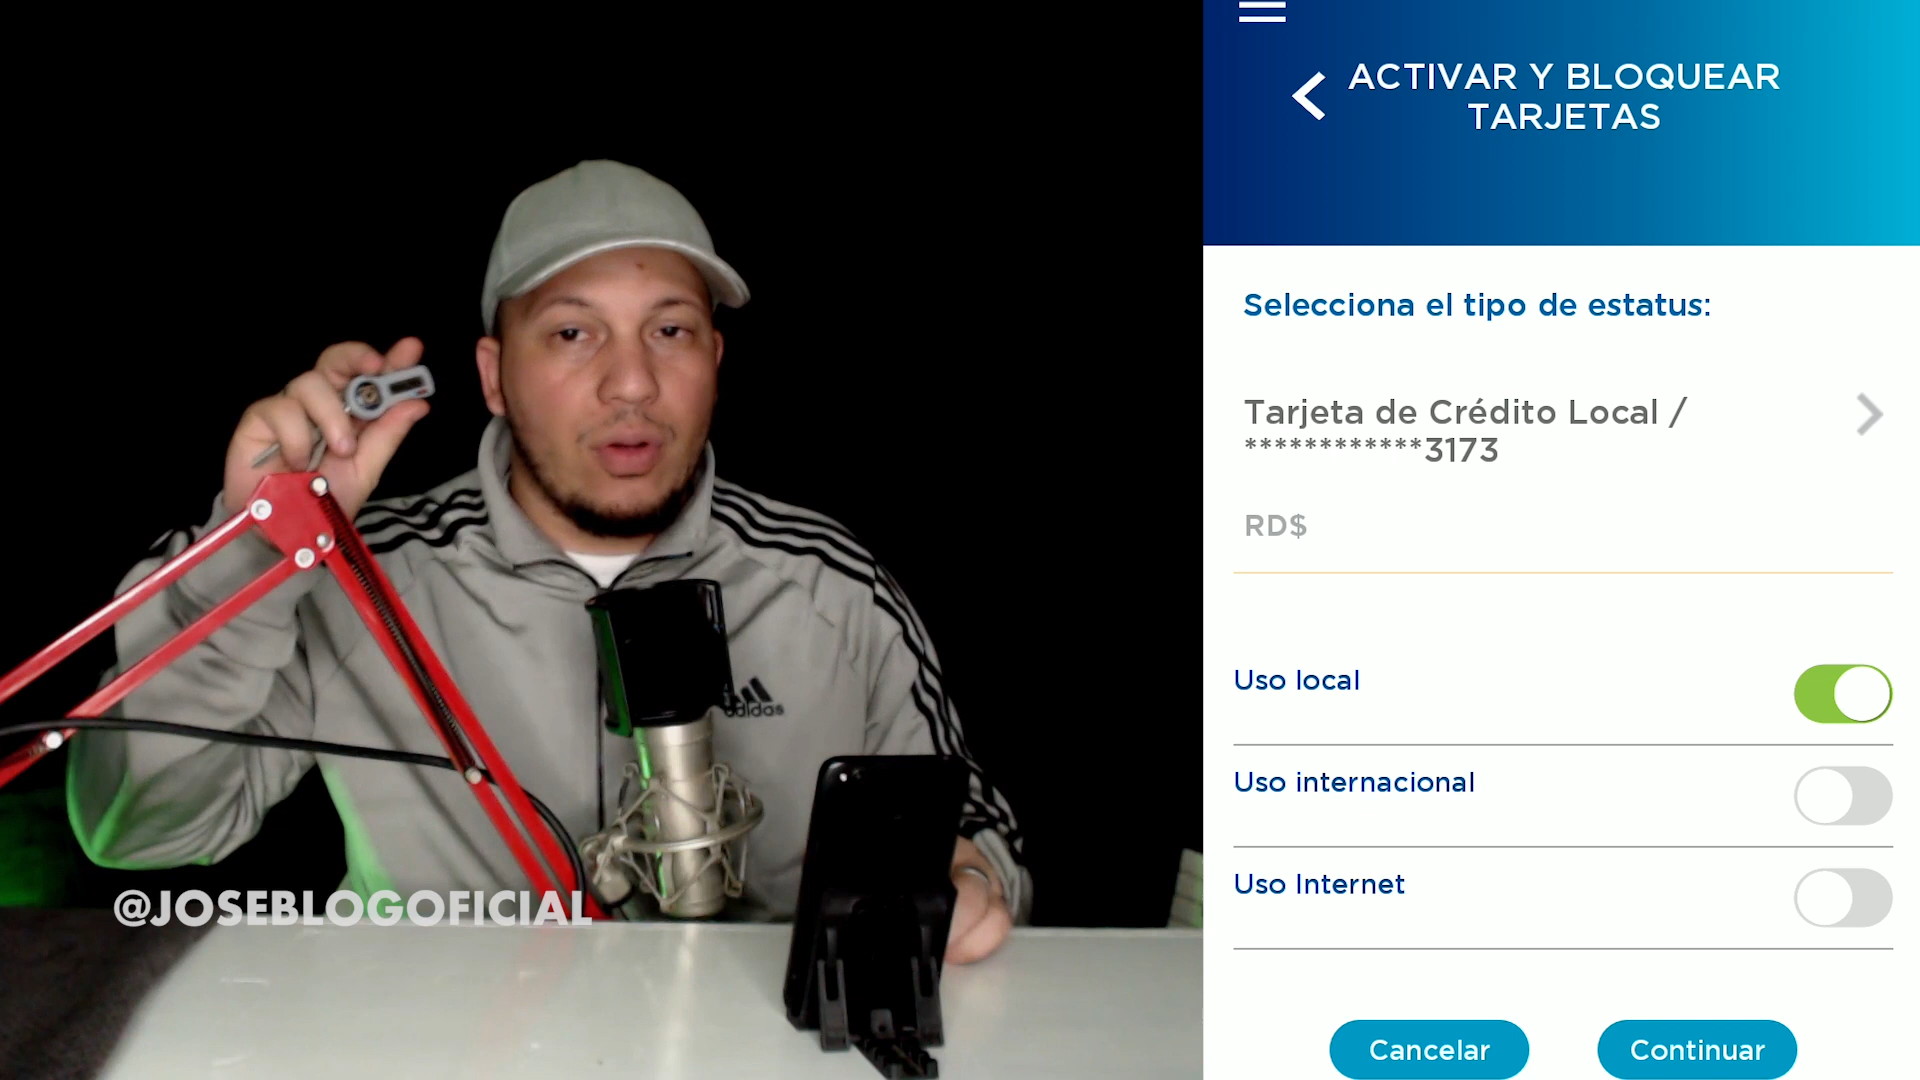 ACTIVAR Y BLOQUEAR
TARJETAS
Selecciona el tipo de estatus:
Tarjeta de Crédito Local /
************3173
RD$
Uso local
Uso internacional
Uso Internet
Cancelar
Continuar
adidas
@JOSEBLOGOFICIAL